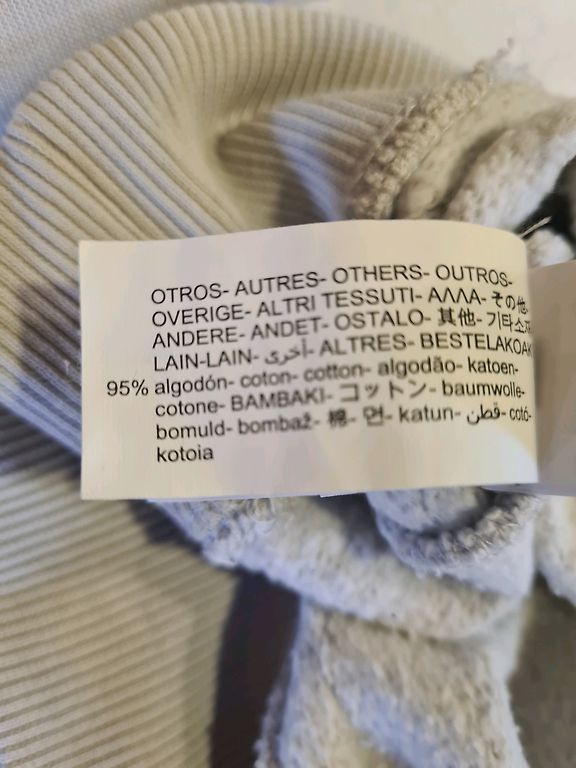 OTROS- AUTRES- OTHERS- OUTROS-
OVERIGE- ALTRI TESSUTI- ΑΛΛΑ- その他-
ANDERE- ANDET- OSTALO- 其他- 기타소재
LAIN-LAIN- أخرى- ALTRES- BESTELAKOAK
95% algodón- coton- cotton- algodão- katoen-
cotone- BAMBAKI- コットン- baumwolle-
bomuld- bombaž- 棉- 면- katun- قطن- cotó-
kotoia